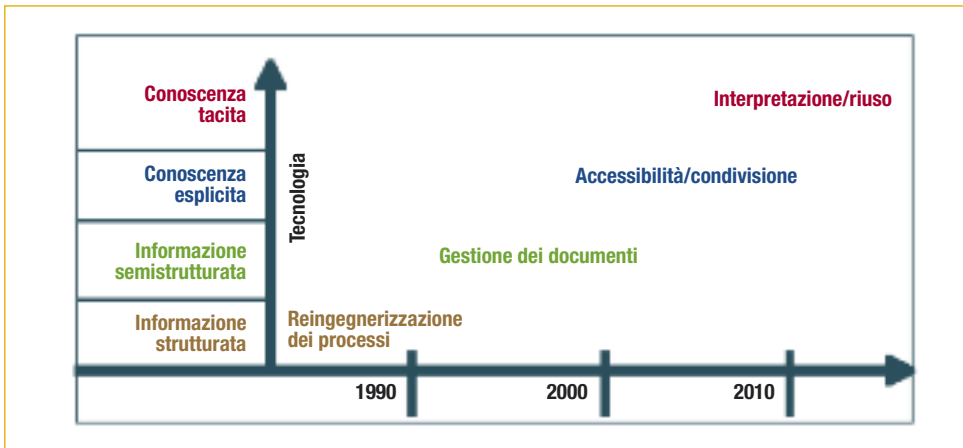 Conoscenza
tacita
Interpretazione/riuso
Tecnologia
Conoscenza
esplicita
Accessibilità/condivisione
Informazione
semistrutturata
Gestione dei documenti
Informazione
strutturata
Reingegnerizzazione
dei processi
1990
2000
2010